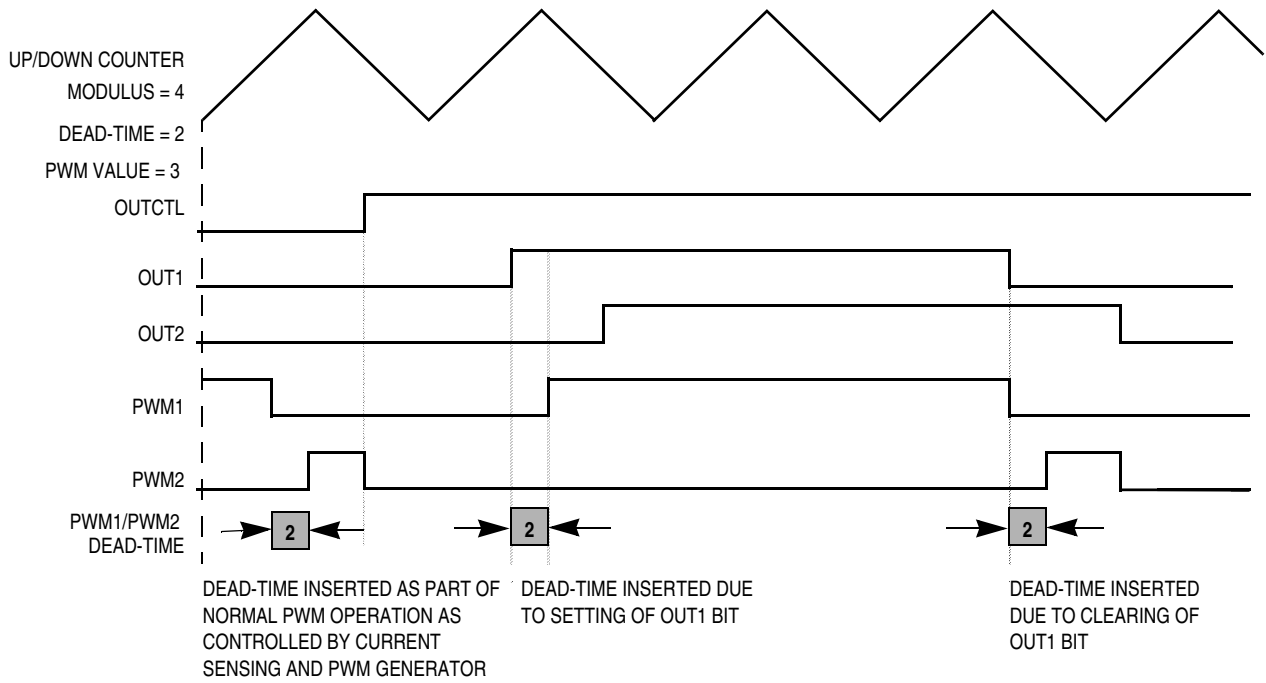 UP/DOWN COUNTER
MODULUS = 4
DEAD-TIME = 2
PWM VALUE = 3
OUTCTL
OUT1
OUT2
PWM1
PWM2
PWM1/PWM2
DEAD-TIME
2
2
2
DEAD-TIME INSERTED AS PART OF
NORMAL PWM OPERATION AS
CONTROLLED BY CURRENT
SENSING AND PWM GENERATOR
DEAD-TIME INSERTED DUE
TO SETTING OF OUT1 BIT
DEAD-TIME INSERTED
DUE TO CLEARING OF
OUT1 BIT